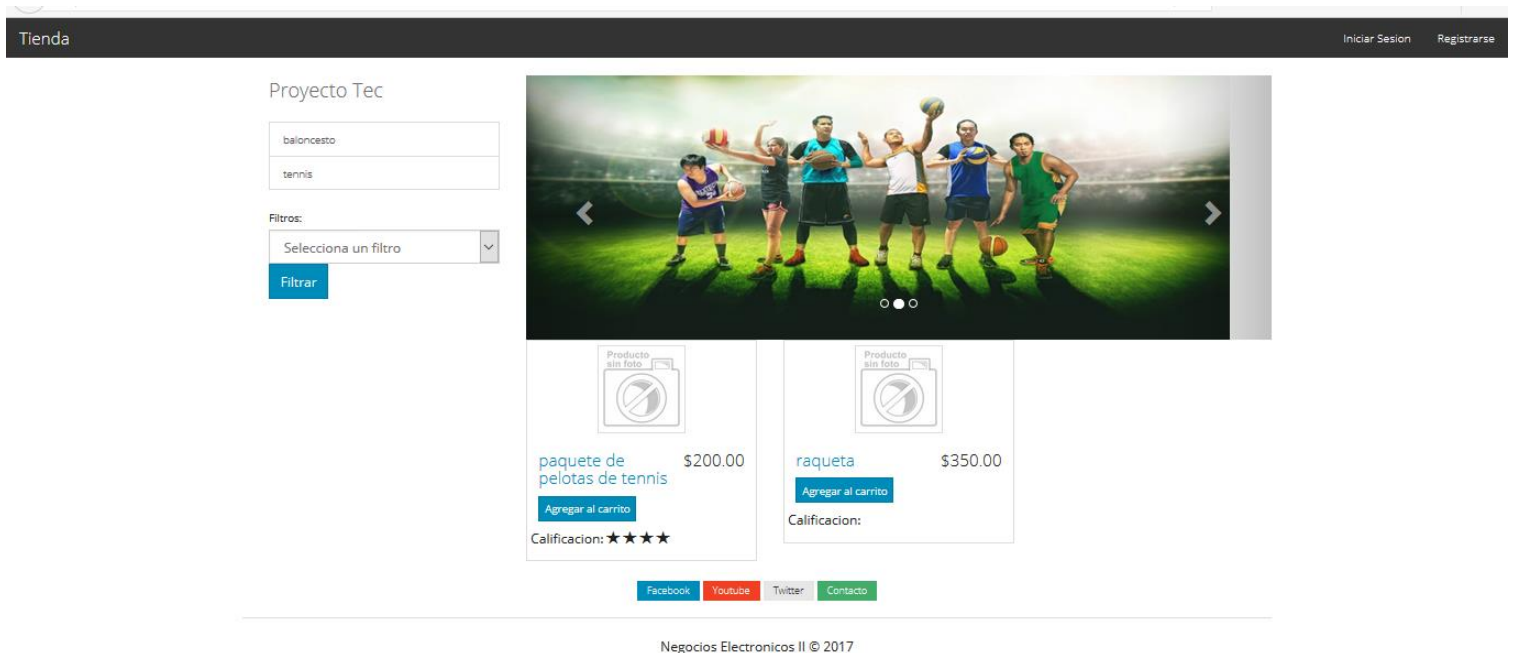 Tienda
Iniciar Sesion
Registrarse
Proyecto Tec
baloncesto
tennis
Filtros:
Selecciona un filtro
Filtrar
Producto
sin foto
Producto
sin foto
paquete de
pelotas de tennis
$200.00
Agregar al carrito
Calificacion: ★★★★
raqueta
$350.00
Agregar al carrito
Calificacion:
Facebook
Youtube
Twitter
Contacto
Negocios Electronicos II © 2017